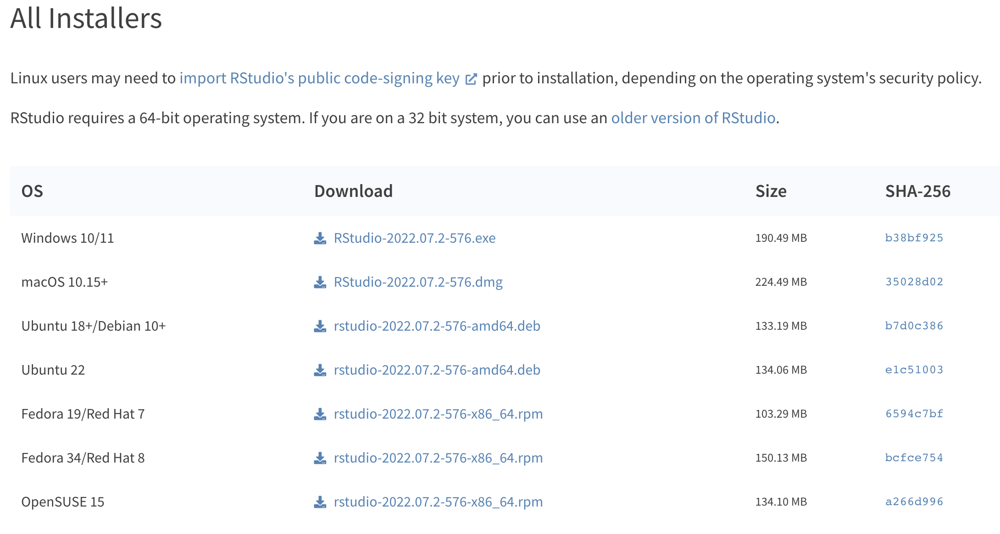 All Installers
Linux users may need to import RStudio's public code-signing key prior to installation, depending on the operating system's security policy.
RStudio requires a 64-bit operating system. If you are on a 32 bit system, you can use an older version of RStudio.
OS Download Size SHA-256
Windows 10/11 RStudio-2022.07.2-576.exe 190.49 MB b38bf925
macOS 10.15+ RStudio-2022.07.2-576.dmg 224.49 MB 35028d02
Ubuntu 18+/Debian 10+ rstudio-2022.07.2-576-amd64.deb 133.19 MB b7d0c386
Ubuntu 22 rstudio-2022.07.2-576-amd64.deb 134.06 MB e1c51003
Fedora 19/Red Hat 7 rstudio-2022.07.2-576-x86_64.rpm 103.29 MB 6594c7bf
Fedora 34/Red Hat 8 rstudio-2022.07.2-576-x86_64.rpm 150.13 MB bcfce754
OpenSUSE 15 rstudio-2022.07.2-576-x86_64.rpm 134.10 MB a266d996